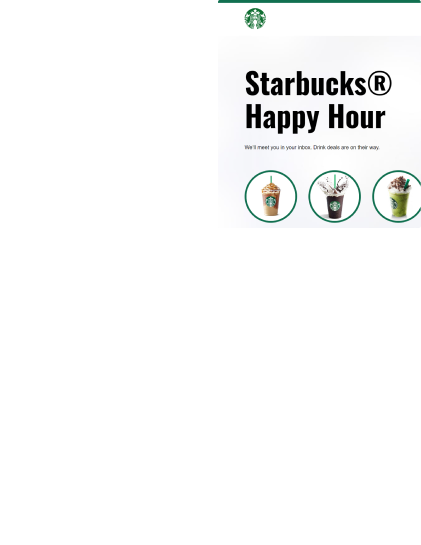 Starbucks®
Happy Hour
We'll meet you in your inbox. Drink deals are on their way.